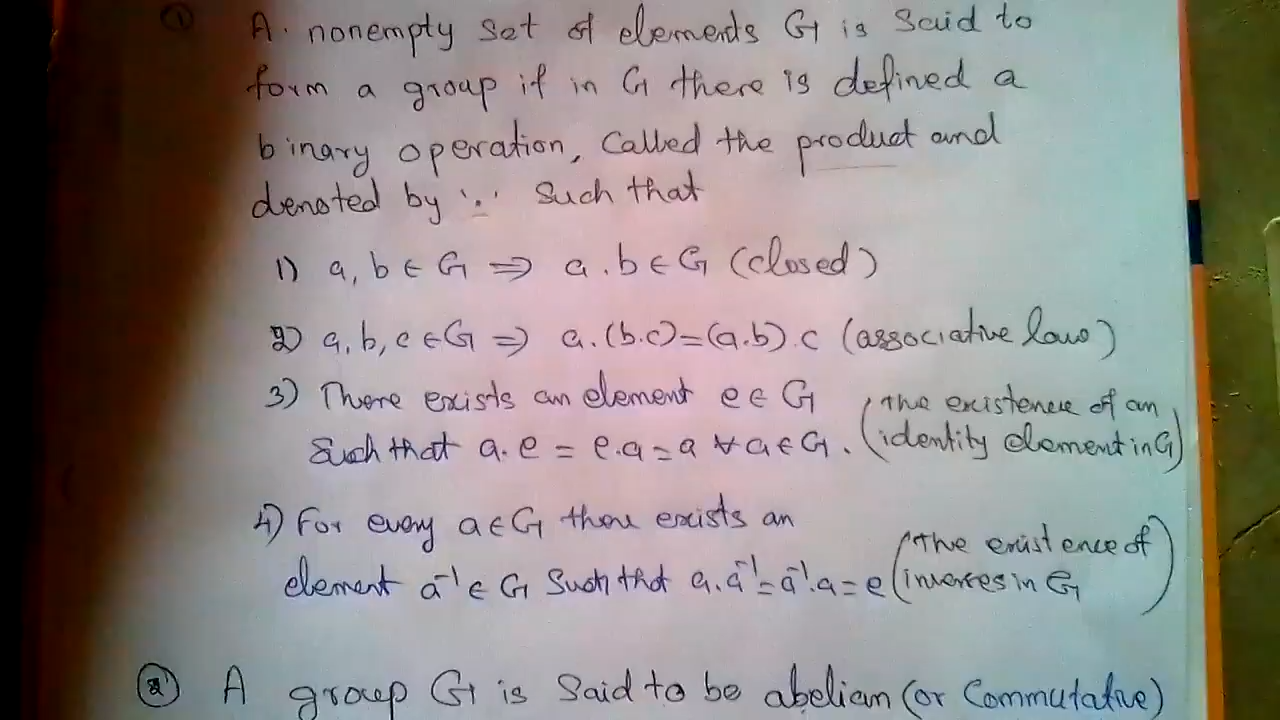 ① A nonempty set of elements G is said to
form a group if in G there is defined a
binary operation, called the product and
denoted by '.' such that
1) a, b ∈ G ⇒ a.b ∈ G (closed)
2) a, b, c ∈ G ⇒ a.(b.c)=(a.b).c (associative law)
3) There exists an element e ∈ G (the existence of an
such that a.e = e.a = a ∀ a ∈ G. identity element in G)
4) For every a ∈ G there exists an
element a⁻¹ ∈ G such that a.a⁻¹=a⁻¹.a=e (the existence of
inverses in G)
② A group G is said to be abelian (or commutative)